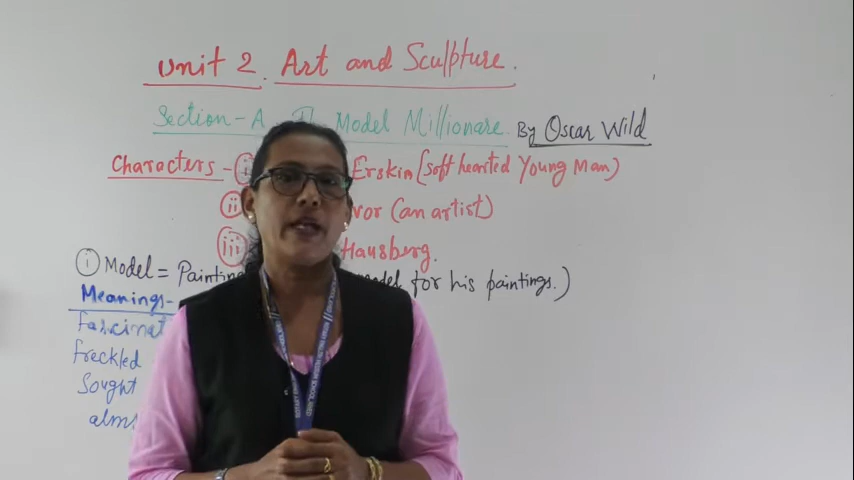 Unit 2. Art and Sculpture.
Section-A Model Millionare By Oscar Wild
Characters - (i) Erskin (soft hearted Young Man)
(ii) vor (an artist)
(iii) Hausberg.
(i) Model = Painting for his paintings.)
Meanings-
fascinat
freckled
Sought
alms